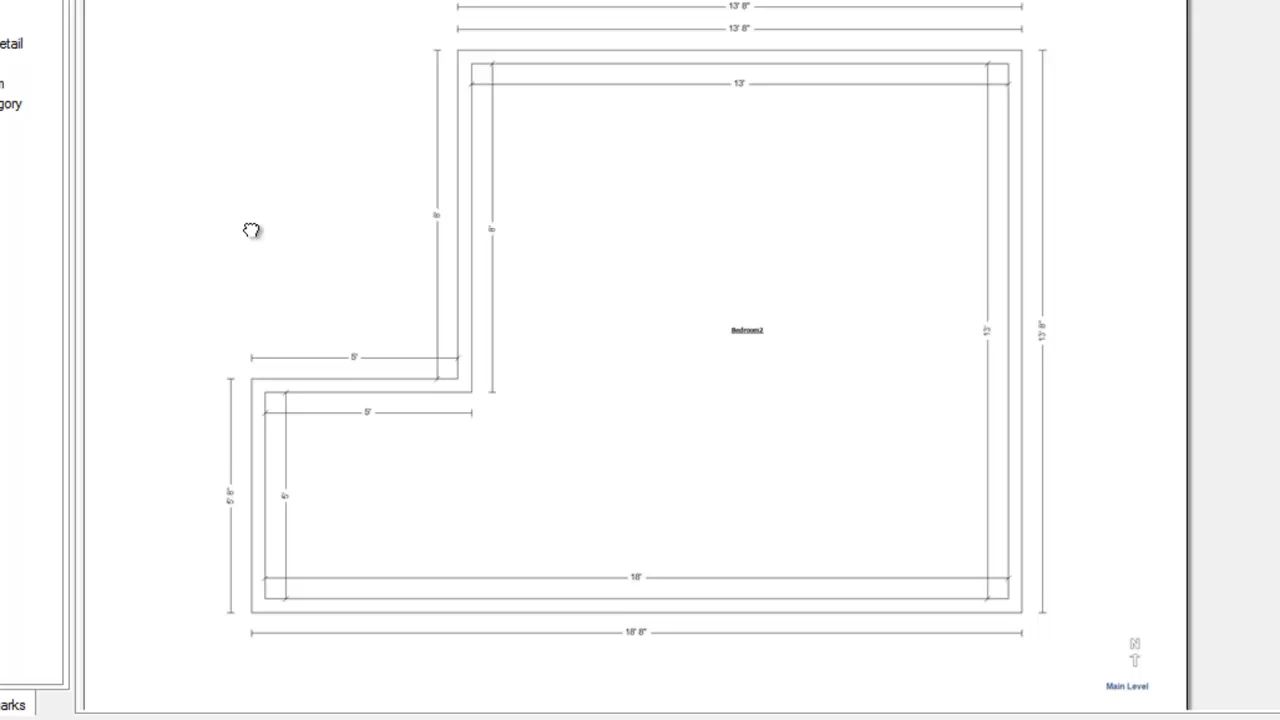 13' 8"
13' 8"
etail
13'
gory
8'
8'
Bedroom2
13'
13' 8"
5'
5'
5' 8"
5'
18'
18' 8"
N
Main Level
arks